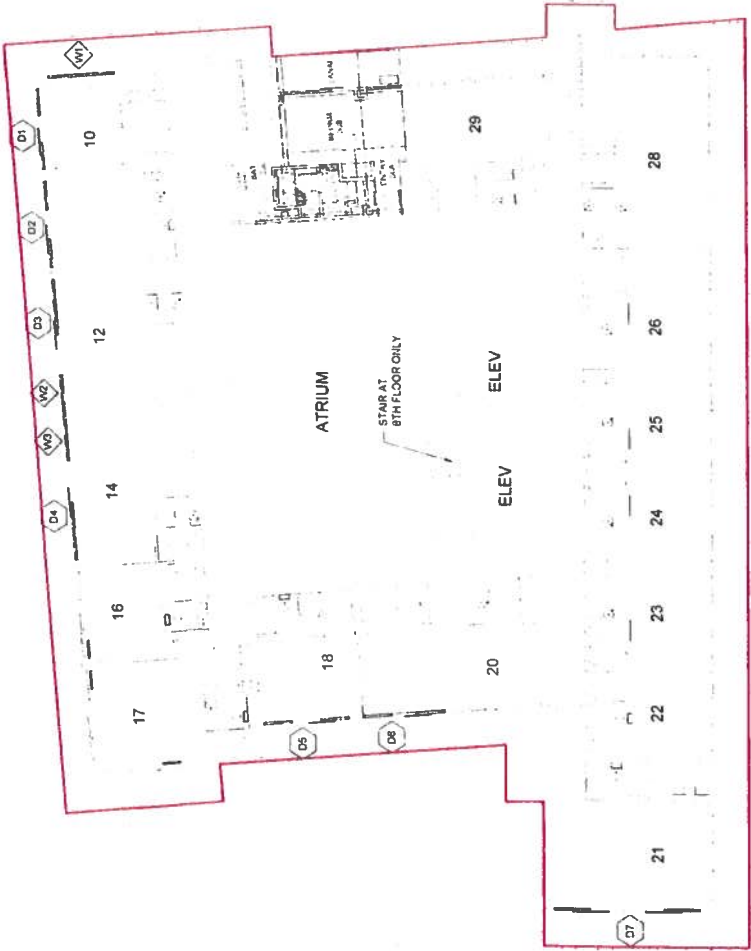 W1
D1
10
D2
D3
12
W2
W3
D4
14
16
17
29
28
ENTRY
ATRIUM
STAIR AT
8TH FLOOR ONLY
ELEV
ELEV
26
25
24
23
22
21
18
20
D5
D6
D7